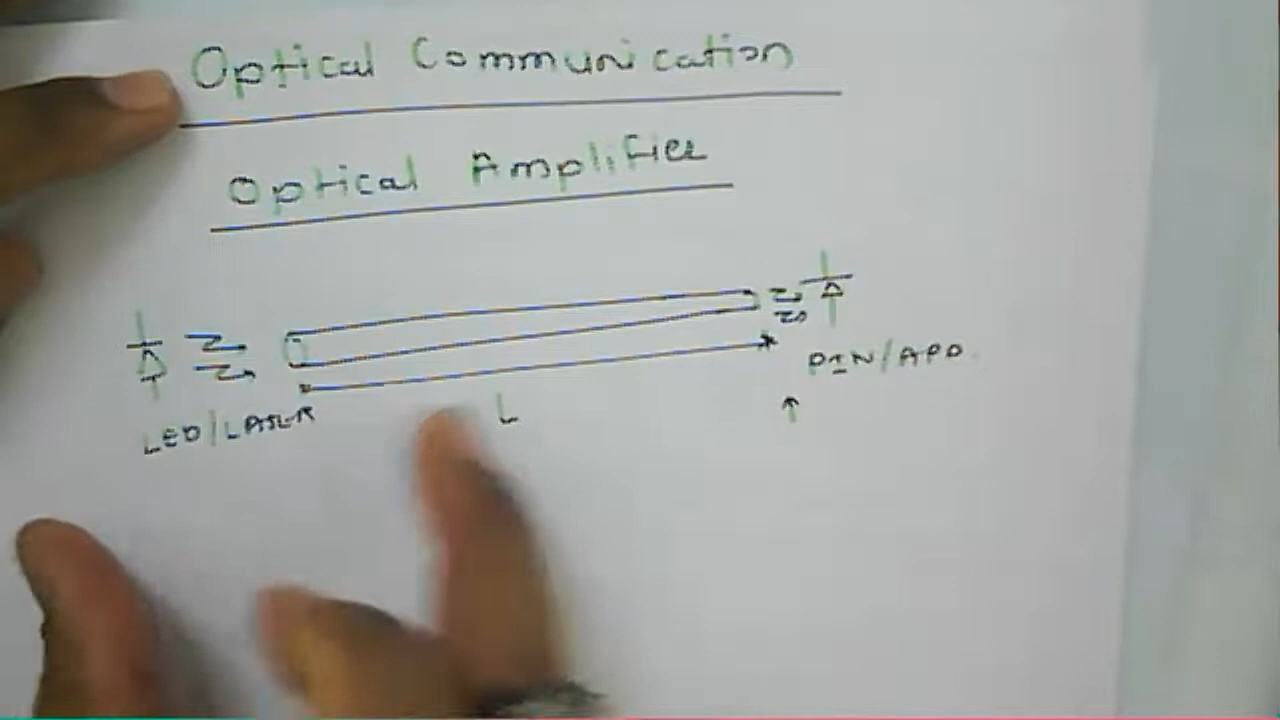 Optical Communication
Optical Amplifier
LED/LASER
L
PIN/APD